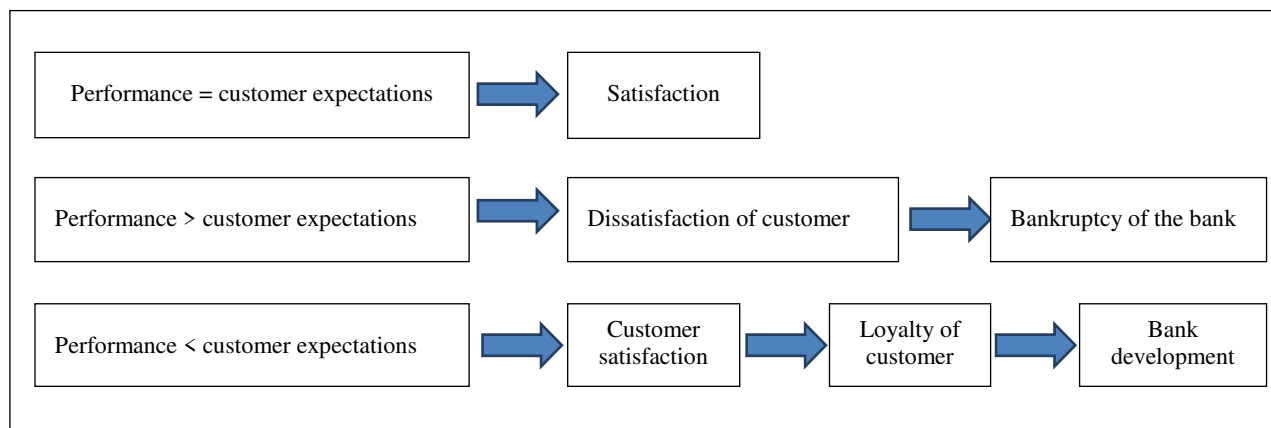 Performance = customer expectations
Satisfaction
Performance > customer expectations
Dissatisfaction of customer
Bankruptcy of the bank
Performance < customer expectations
Customer
satisfaction
Loyalty of
customer
Bank
development